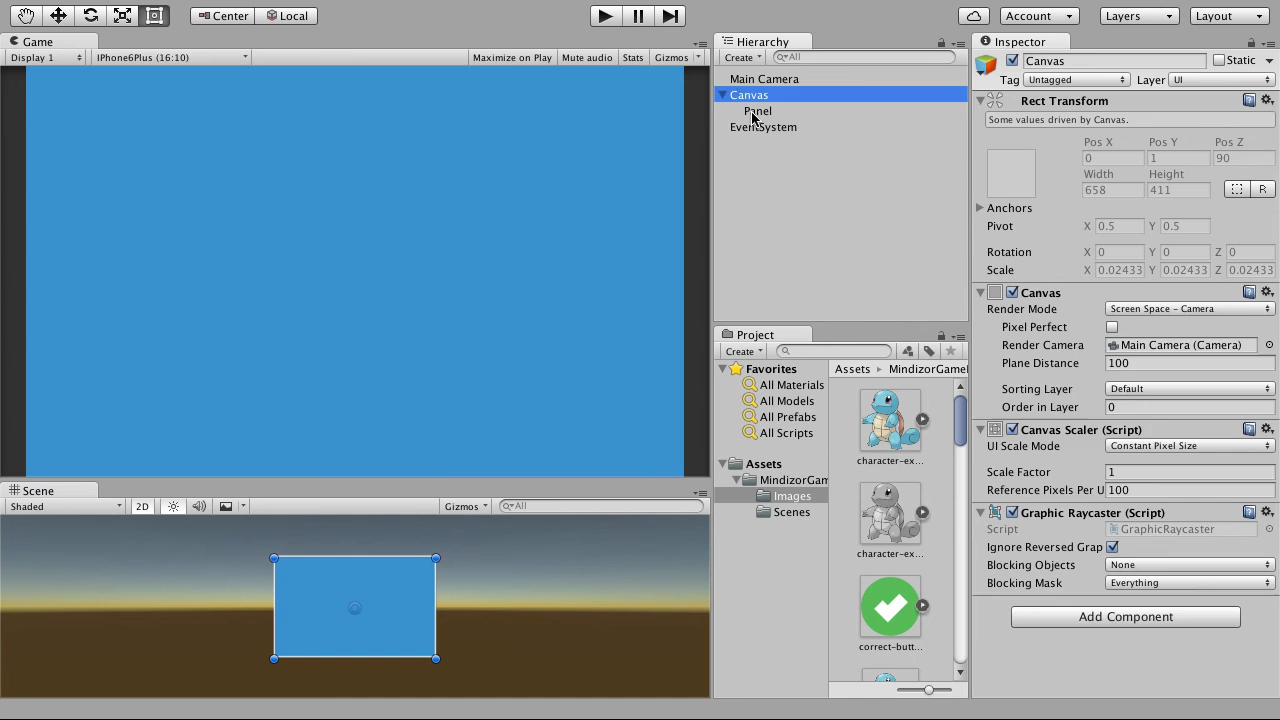 Center Local Account Layers Layout
Game
Display 1 IPhone6Plus (16:10) Maximize on Play Mute audio Stats Gizmos
Scene
Shaded 2D Gizmos All
Hierarchy
Create All
Main Camera
Canvas
Panel
EventSystem
Project
Create
Favorites
All Materials
All Models
All Prefabs
All Scripts
Assets
MindizorGam
Images
Scenes
Assets MindizorGame
character-ex...
character-ex...
correct-butt...
Inspector
Canvas Static
Tag Untagged Layer UI
Rect Transform
Some values driven by Canvas.
Pos X Pos Y Pos Z
0 1 90
Width Height
658 411 R
Anchors
Pivot X 0.5 Y 0.5
Rotation X 0 Y 0 Z 0
Scale X 0.02433 Y 0.02433 Z 0.02433
Canvas
Render Mode Screen Space - Camera
Pixel Perfect
Render Camera Main Camera (Camera)
Plane Distance 100
Sorting Layer Default
Order in Layer 0
Canvas Scaler (Script)
UI Scale Mode Constant Pixel Size
Scale Factor 1
Reference Pixels Per U 100
Graphic Raycaster (Script)
Script GraphicRaycaster
Ignore Reversed Grap
Blocking Objects None
Blocking Mask Everything
Add Component